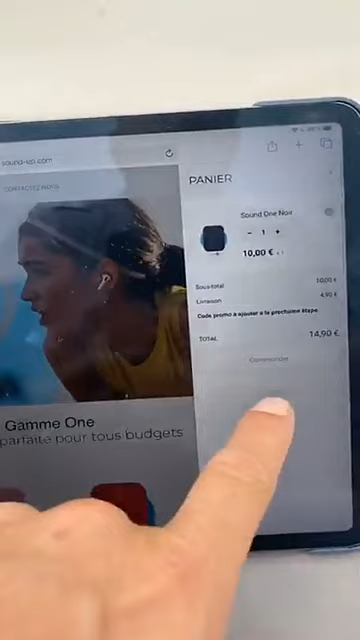 sound-up.com
CONTACTEZ NOUS
PANIER
Sound One Noir
− 1 +
10,00 €
Sous-total 10,00 €
Livraison 4,90 €
Code promo à ajouter à la prochaine étape
TOTAL 14,90 €
Commander
Gamme One
parfaite pour tous budgets